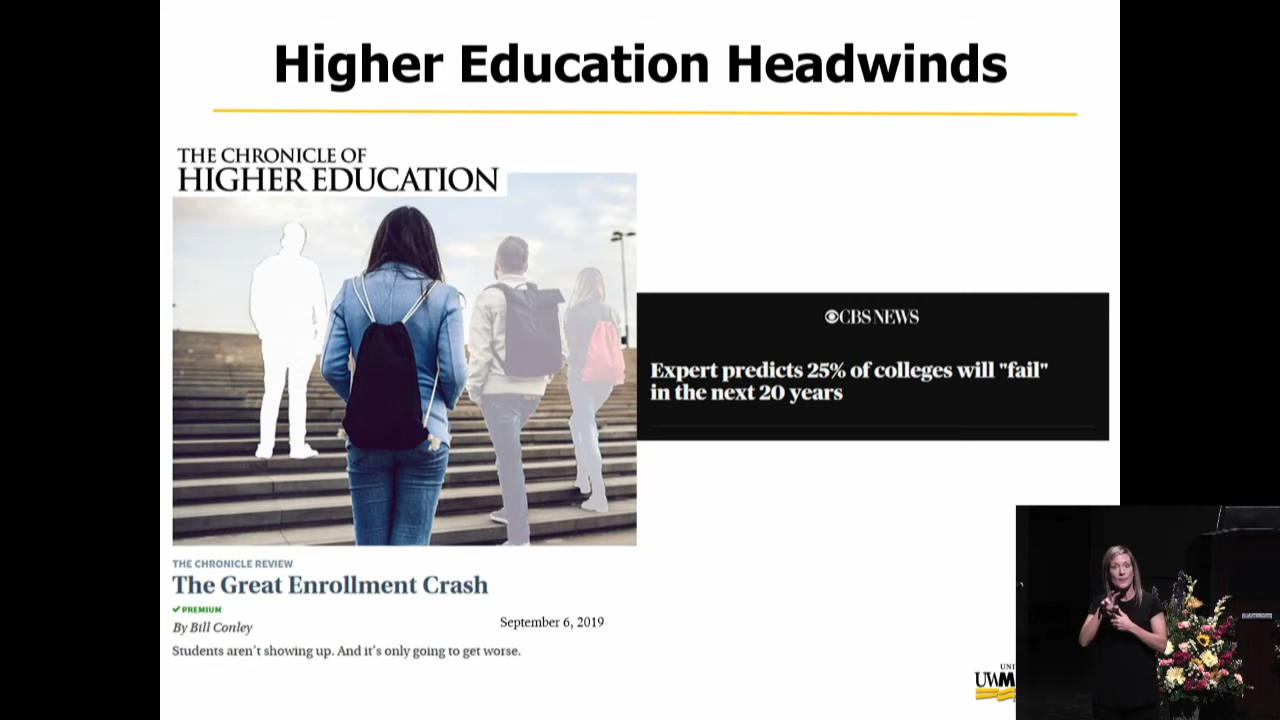 Higher Education Headwinds
THE CHRONICLE OF
HIGHER EDUCATION
CBS NEWS
Expert predicts 25% of colleges will "fail"
in the next 20 years
THE CHRONICLE REVIEW
The Great Enrollment Crash
PREMIUM
By Bill Conley
September 6, 2019
Students aren't showing up. And it's only going to get worse.
UNI
UWM